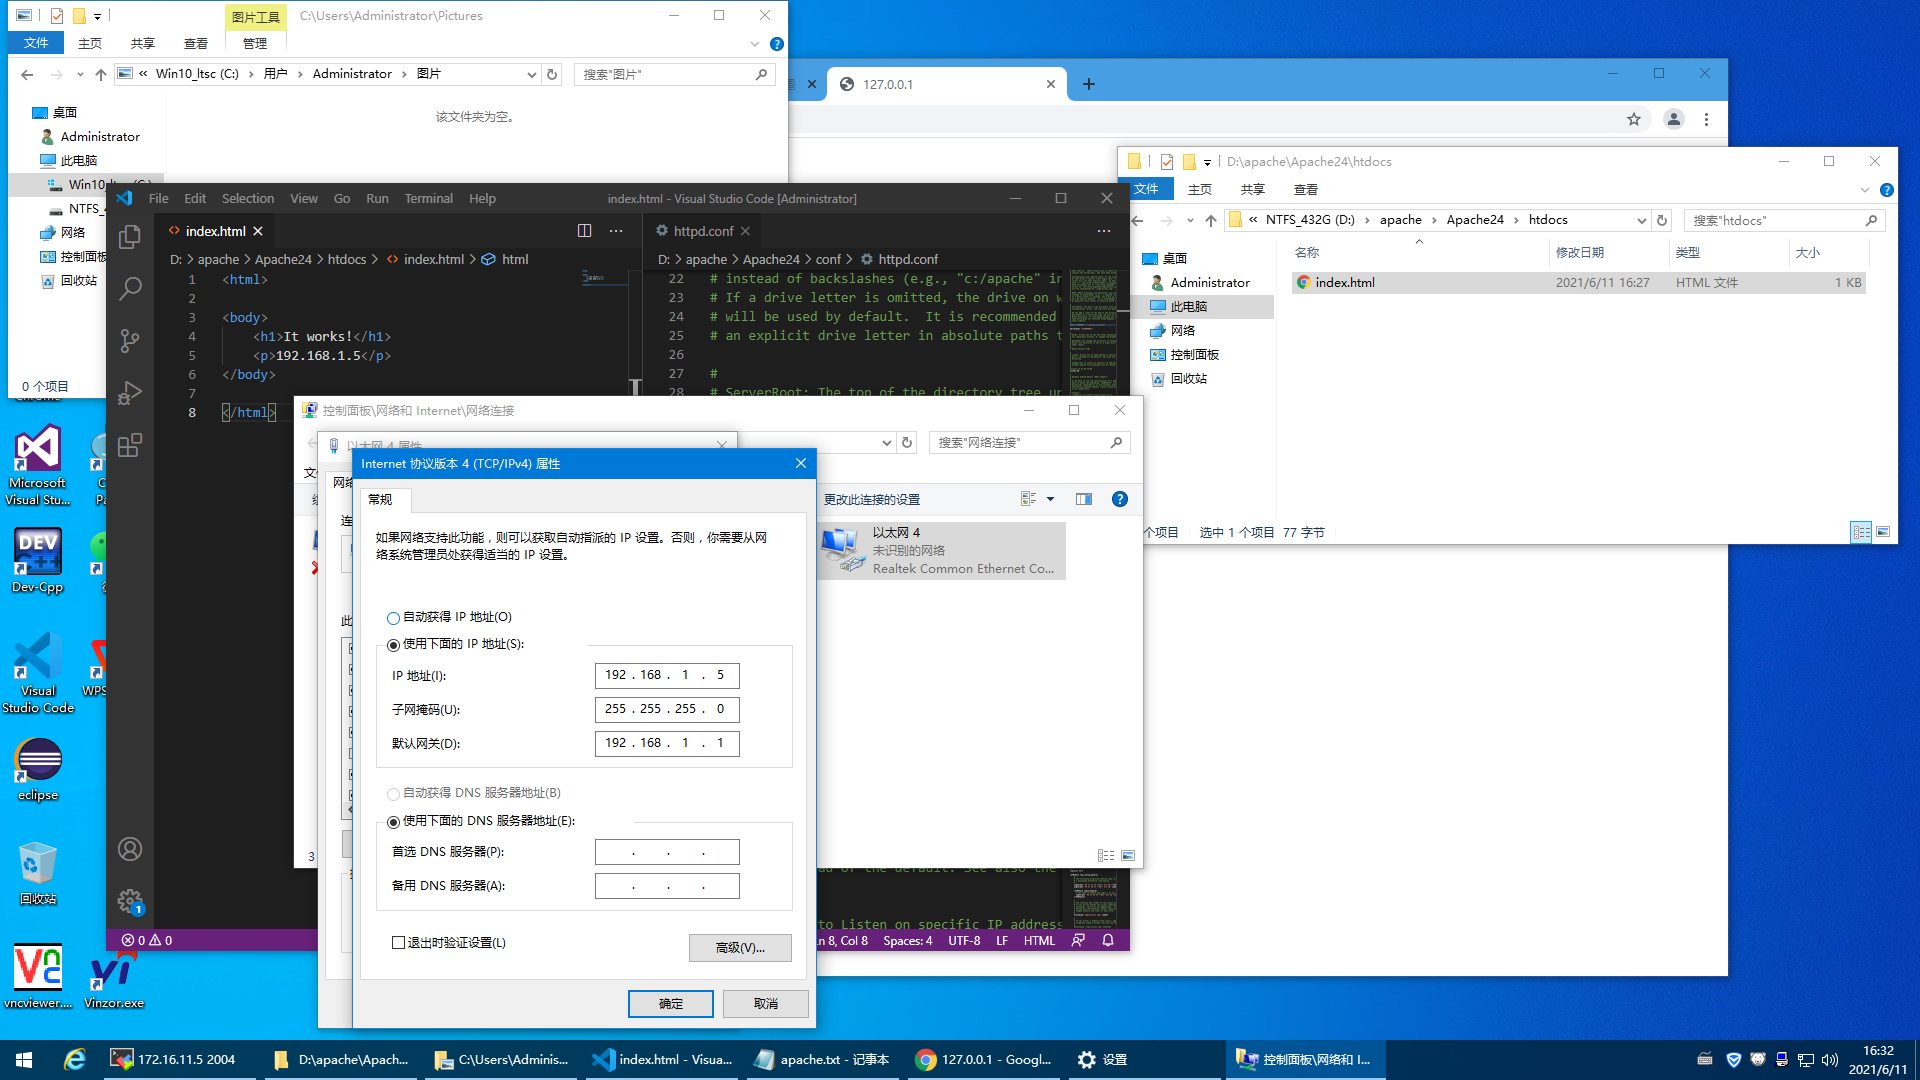 图片工具
C:\Users\Administrator\Pictures
文件
主页
共享
查看
管理
« Win10_ltsc (C:) › 用户 › Administrator › 图片
搜索"图片"
该文件夹为空。
桌面
Administrator
此电脑
Win10_
NTFS_4
网络
控制面板
回收站
0 个项目
127.0.0.1
D:\apache\Apache24\htdocs
文件
主页
共享
查看
« NTFS_432G (D:) › apache › Apache24 › htdocs
搜索"htdocs"
名称
修改日期
类型
大小
index.html
2021/6/11 16:27
HTML 文件
1 KB
桌面
Administrator
此电脑
网络
控制面板
回收站
个项目
选中 1 个项目 77 字节
File Edit Selection View Go Run Terminal Help
index.html - Visual Studio Code [Administrator]
index.html
httpd.conf
D: > apache > Apache24 > htdocs > index.html > html
D: > apache > Apache24 > conf > httpd.conf
1 <html>
2
3 <body>
4 <h1>It works!</h1>
5 <p>192.168.1.5</p>
6 </body>
7
8 </html>
22 # instead of backslashes (e.g., "c:/apache" in
23 # If a drive letter is omitted, the drive on w
24 # will be used by default.  It is recommended
25 # an explicit drive letter in absolute paths t
26
27 #
28 # ServerRoot: The top of the directory tree un
ad of the default. See also the
to Listen on specific IP address
0 0
Ln 8, Col 8
Spaces: 4
UTF-8
LF
HTML
控制面板\网络和 Internet\网络连接
搜索"网络连接"
更改此连接的设置
以太网 4
未识别的网络
Realtek Common Ethernet Co...
3
以太网 4 属性
网络
Internet 协议版本 4 (TCP/IPv4) 属性
常规
如果网络支持此功能，则可以获取自动指派的 IP 设置。否则，你需要从网
络系统管理员处获得适当的 IP 设置。
自动获得 IP 地址(O)
使用下面的 IP 地址(S):
IP 地址(I):
192 . 168 . 1 . 5
子网掩码(U):
255 . 255 . 255 . 0
默认网关(D):
192 . 168 . 1 . 1
自动获得 DNS 服务器地址(B)
使用下面的 DNS 服务器地址(E):
首选 DNS 服务器(P):
. . .
备用 DNS 服务器(A):
. . .
退出时验证设置(L)
高级(V)...
确定
取消
Microsoft
Visual Stu...
DEV
Dev-Cpp
Visual
Studio Code
WPS
eclipse
回收站
vncviewer....
Vinzor.exe
172.16.11.5 2004
D:\apache\Apach...
C:\Users\Adminis...
index.html - Visua...
apache.txt - 记事本
127.0.0.1 - Googl...
设置
控制面板\网络和 I...
16:32
2021/6/11